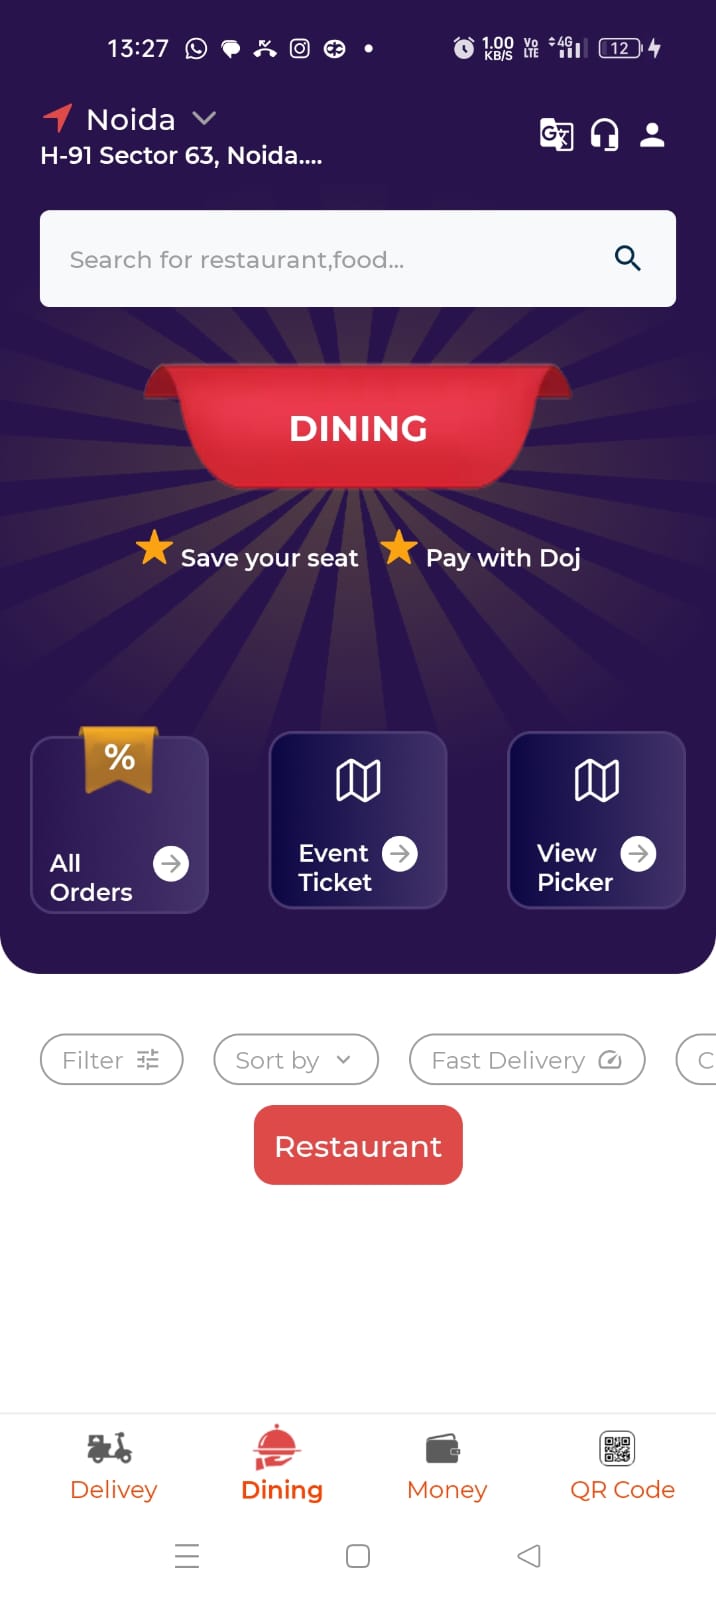 13:27
1.00 KB/S
Vo LTE
4G
12
Noida
H-91 Sector 63, Noida....
Search for restaurant,food...
DINING
Save your seat
Pay with Doj
%
All
Orders
Event
Ticket
View
Picker
Filter
Sort by
Fast Delivery
C
Restaurant
Delivey
Dining
Money
QR Code